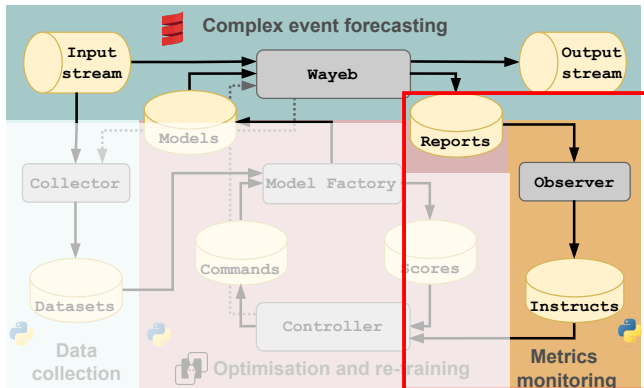 Complex event forecasting
Input
stream
Wayeb
Output
stream
Models
Reports
Collector
Model Factory
Observer
Datasets
Commands
Scores
Instructs
Controller
Data
collection
Optimisation and re-training
Metrics
monitoring